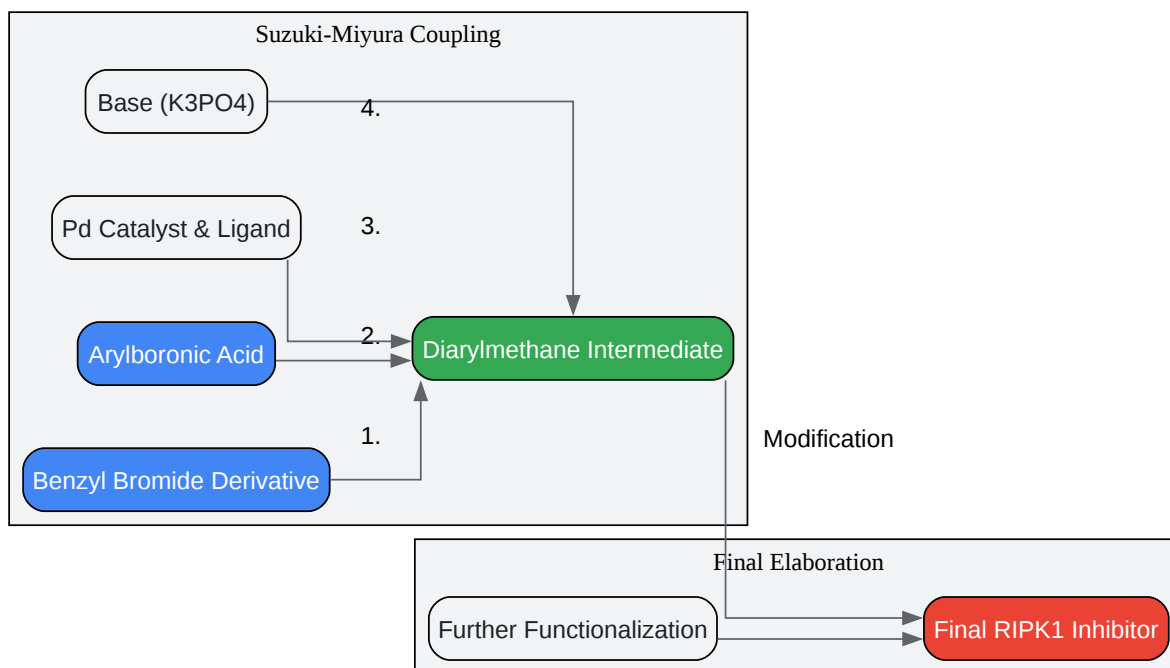 Suzuki-Miyura Coupling
Base (K3PO4)
4.
Pd Catalyst & Ligand
3.
Arylboronic Acid
2.
Diarylmethane Intermediate
1.
Benzyl Bromide Derivative
Modification
Final Elaboration
Further Functionalization
Final RIPK1 Inhibitor